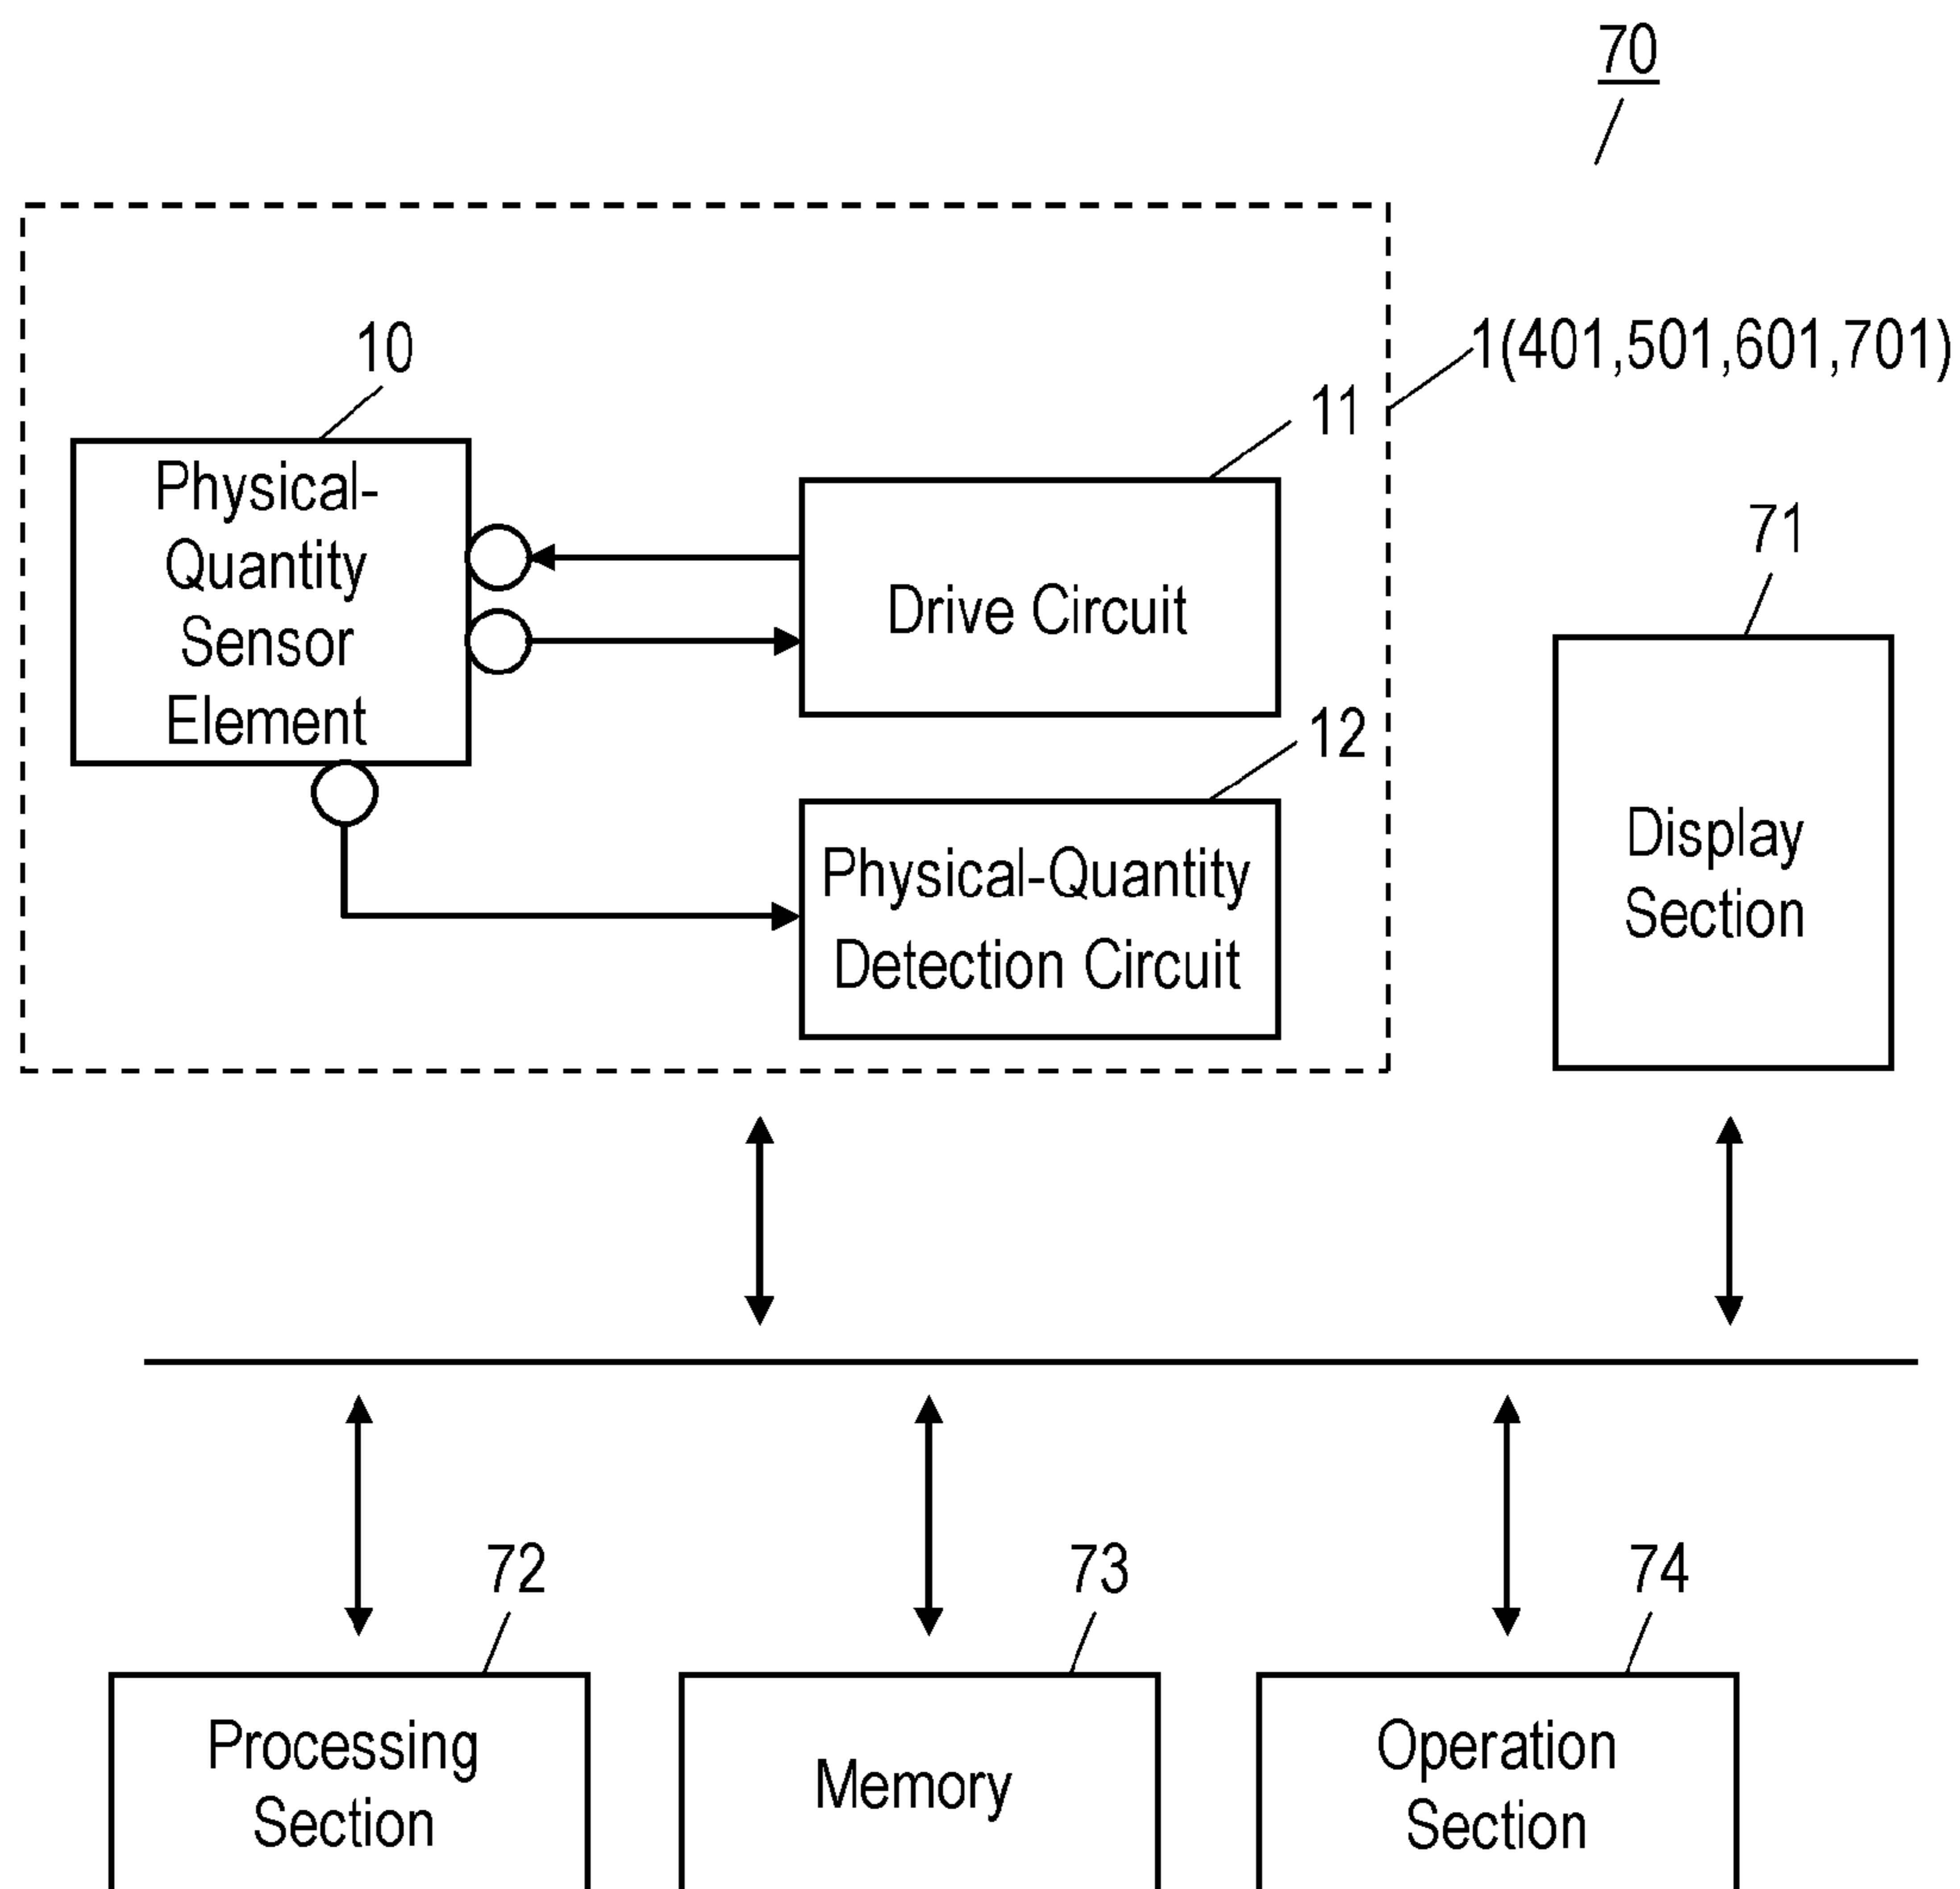 70
1(401,501,601,701)
10
11
Physical-
Quantity
Sensor
Element
Drive Circuit
71
12
Physical-Quantity
Detection Circuit
Display
Section
72
73
74
Processing
Section
Memory
Operation
Section